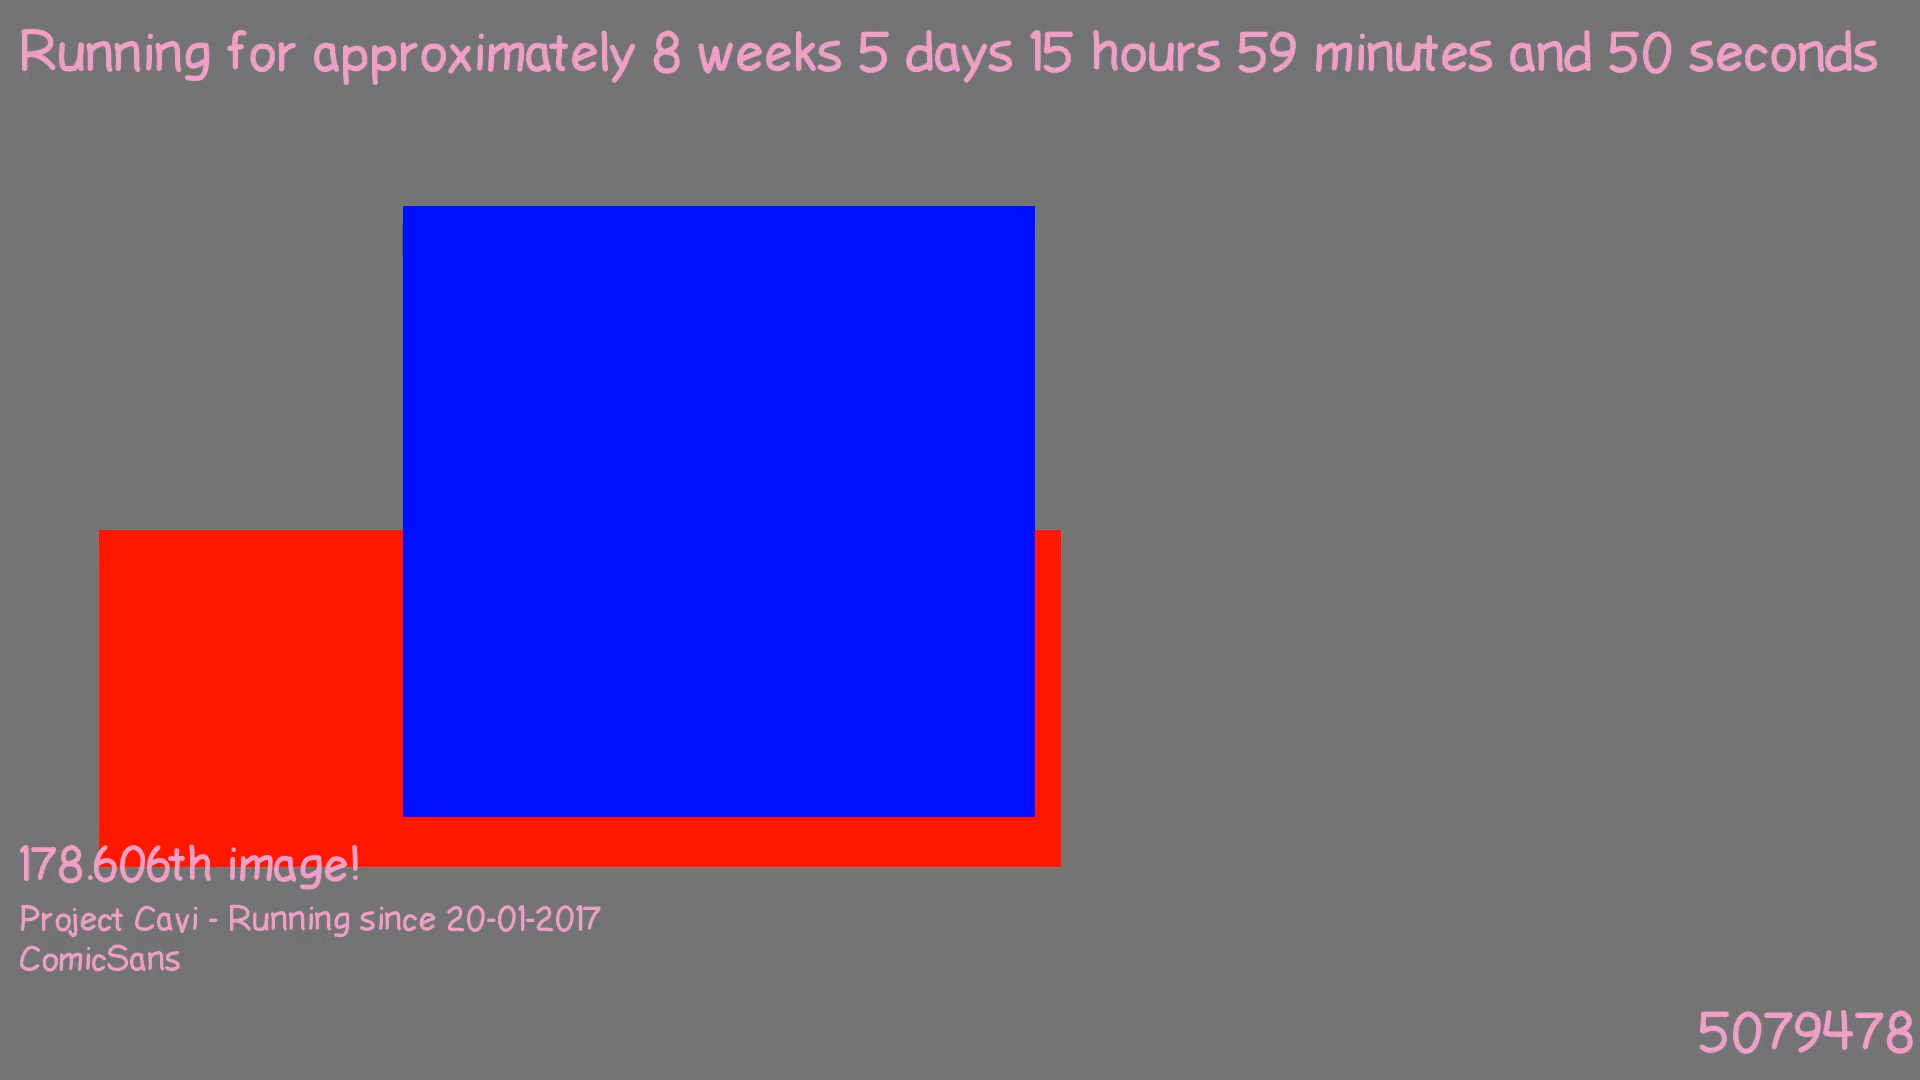 Running for approximately 8 weeks 5 days 15 hours 59 minutes and 50 seconds
178.606th image!
Project Cavi - Running since 20-01-2017
ComicSans
5079478